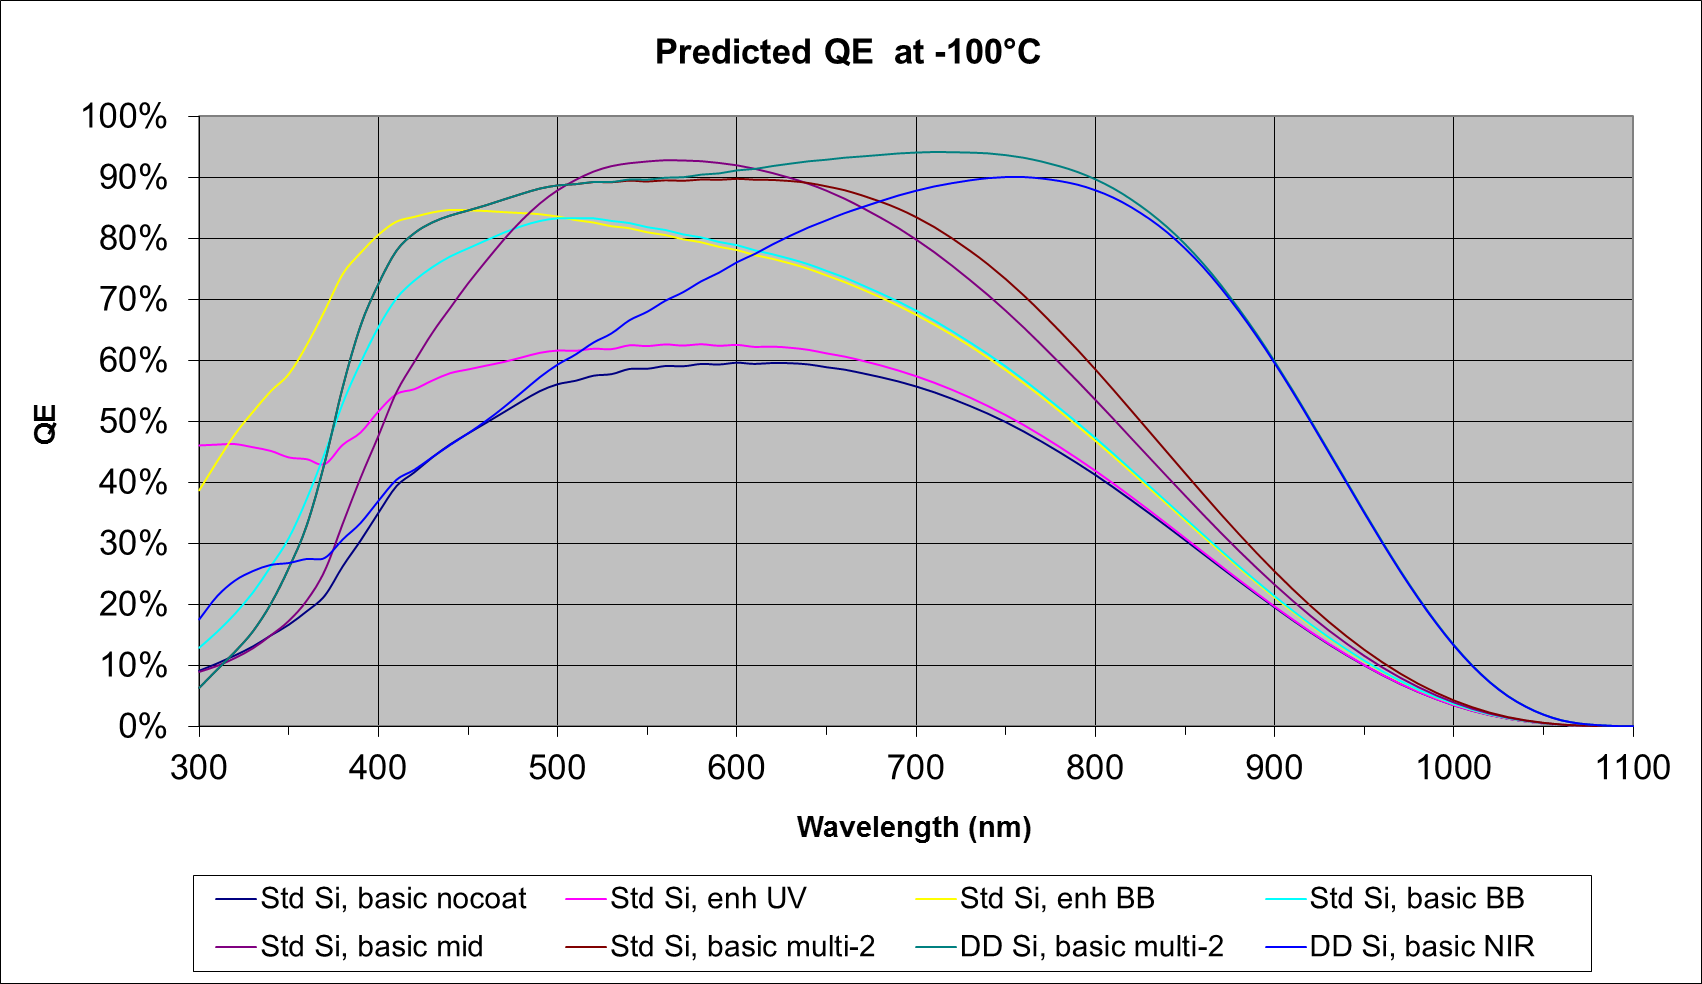 Predicted QE  at -100°C
100%
90%
80%
70%
60%
50%
40%
30%
20%
10%
0%
QE
300 400 500 600 700 800 900 1000 1100
Wavelength (nm)
Std Si, basic nocoat Std Si, enh UV Std Si, enh BB Std Si, basic BB
Std Si, basic mid Std Si, basic multi-2 DD Si, basic multi-2 DD Si, basic NIR